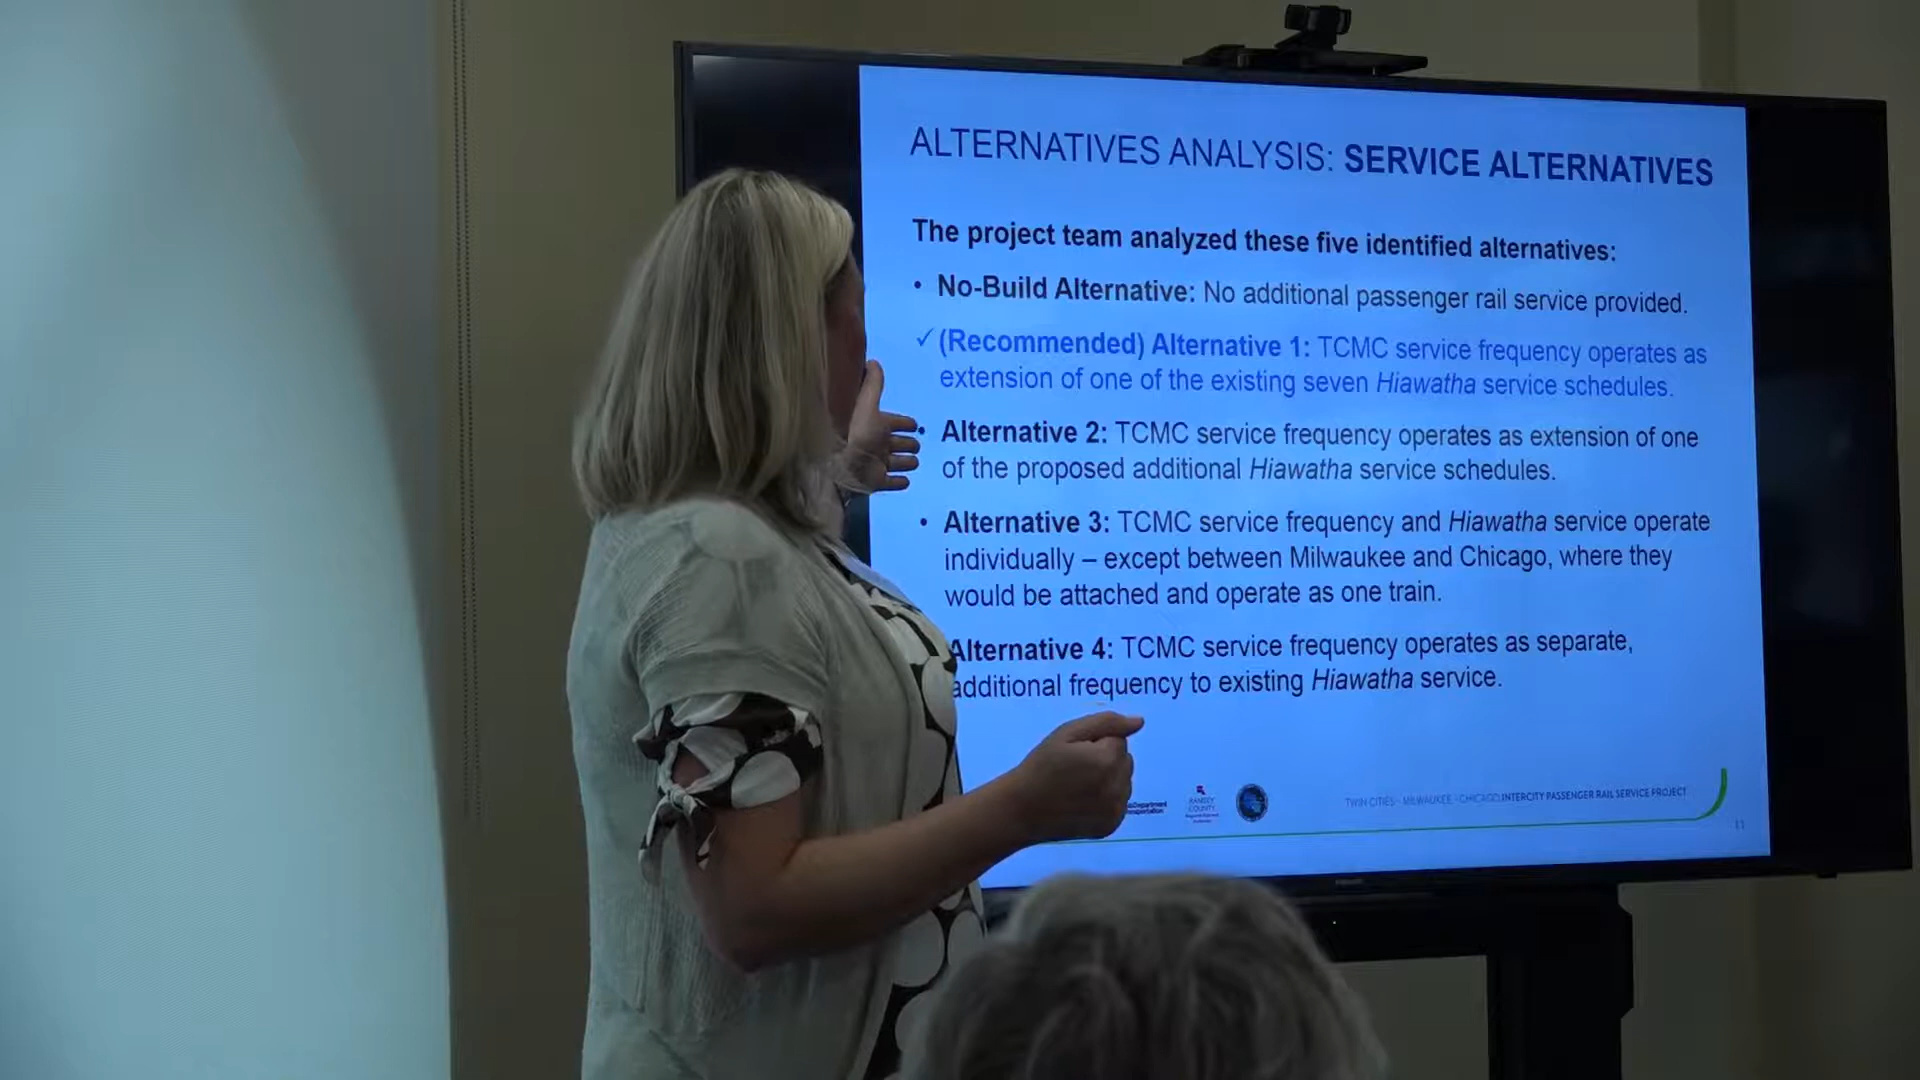 ALTERNATIVES ANALYSIS: SERVICE ALTERNATIVES
The project team analyzed these five identified alternatives:
• No-Build Alternative: No additional passenger rail service provided.
✓ (Recommended) Alternative 1: TCMC service frequency operates as
extension of one of the existing seven Hiawatha service schedules.
• Alternative 2: TCMC service frequency operates as extension of one
of the proposed additional Hiawatha service schedules.
• Alternative 3: TCMC service frequency and Hiawatha service operate
individually – except between Milwaukee and Chicago, where they
would be attached and operate as one train.
Alternative 4: TCMC service frequency operates as separate,
additional frequency to existing Hiawatha service.
Department
RAMSEY
COUNTY
TWIN CITIES - MILWAUKEE - CHICAGO INTERCITY PASSENGER RAIL SERVICE PROJECT
11